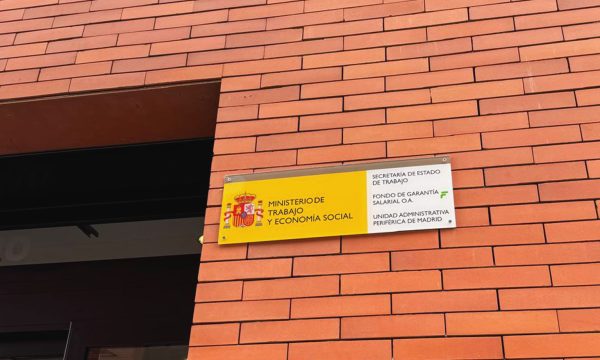 MINISTERIO DE
TRABAJO
Y ECONOMÍA SOCIAL
SECRETARÍA DE ESTADO
DE TRABAJO
FONDO DE GARANTÍA
SALARIAL O.A.
UNIDAD ADMINISTRATIVA
PERIFÉRICA DE MADRID